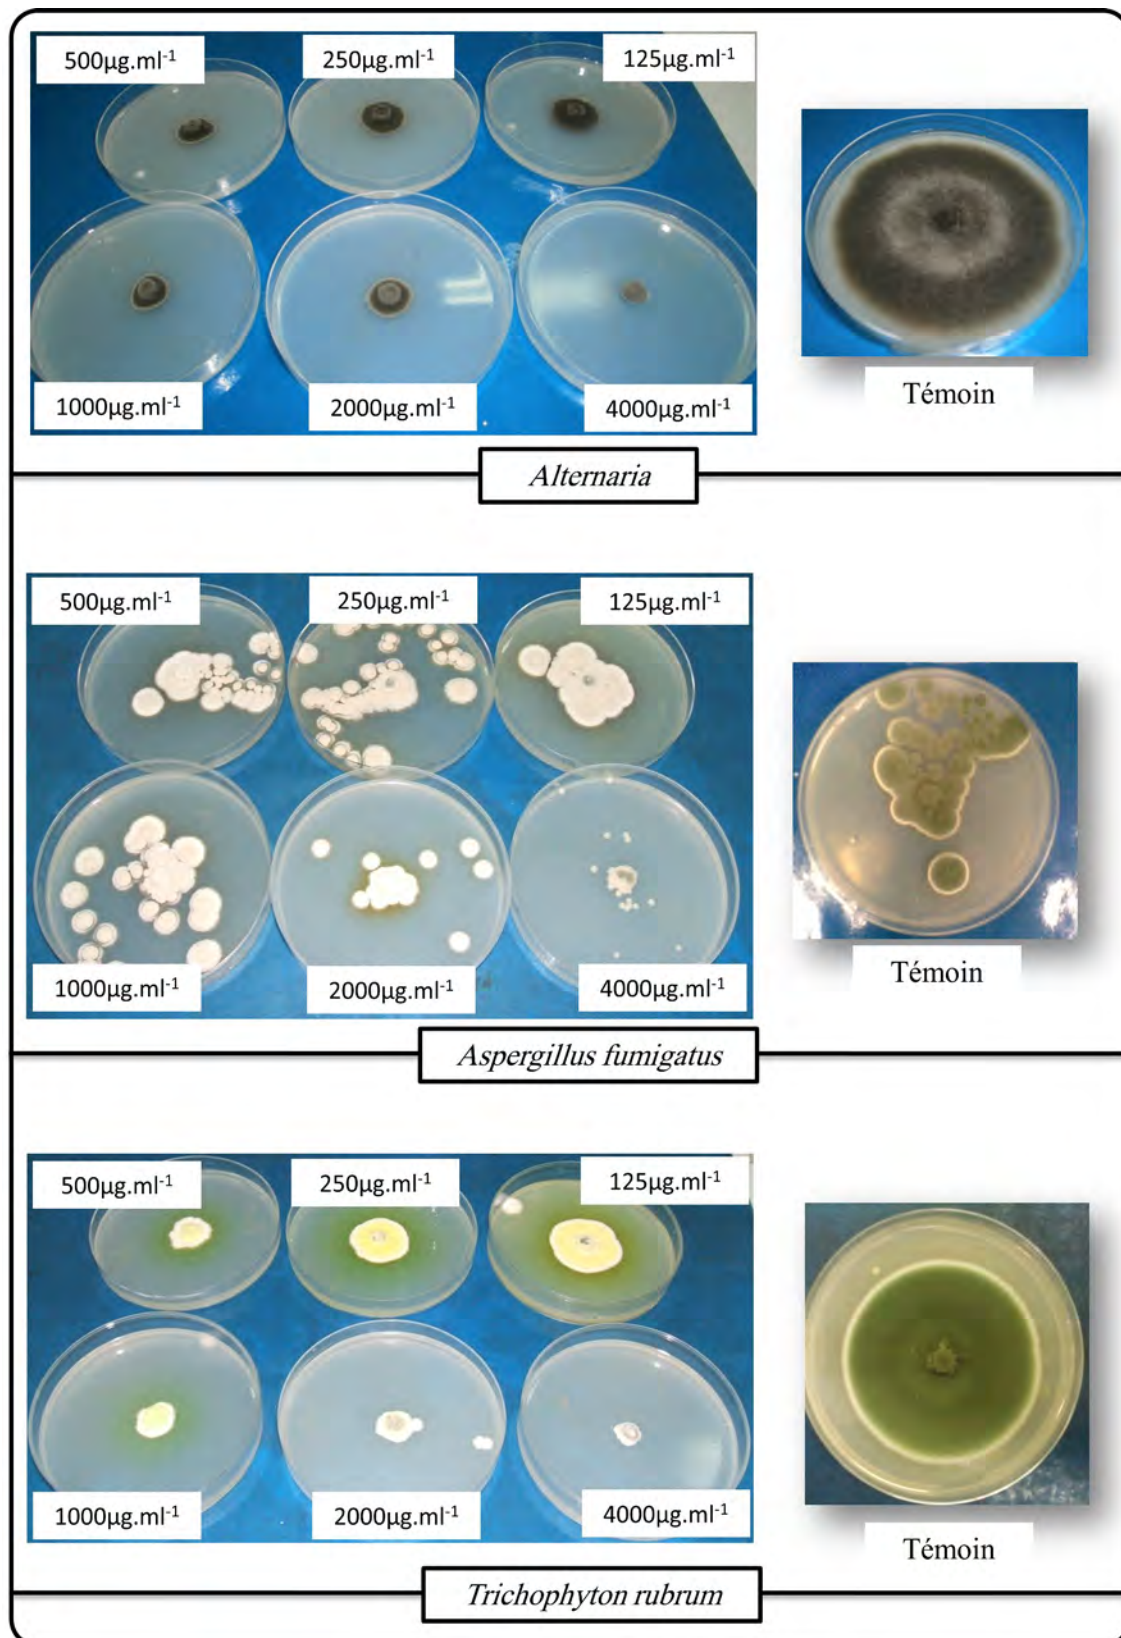 500µg.ml⁻¹
250µg.ml⁻¹
125µg.ml⁻¹
1000µg.ml⁻¹
2000µg.ml⁻¹
4000µg.ml⁻¹
Témoin
Alternaria
500µg.ml⁻¹
250µg.ml⁻¹
125µg.ml⁻¹
1000µg.ml⁻¹
2000µg.ml⁻¹
4000µg.ml⁻¹
Témoin
Aspergillus fumigatus
500µg.ml⁻¹
250µg.ml⁻¹
125µg.ml⁻¹
1000µg.ml⁻¹
2000µg.ml⁻¹
4000µg.ml⁻¹
Témoin
Trichophyton rubrum